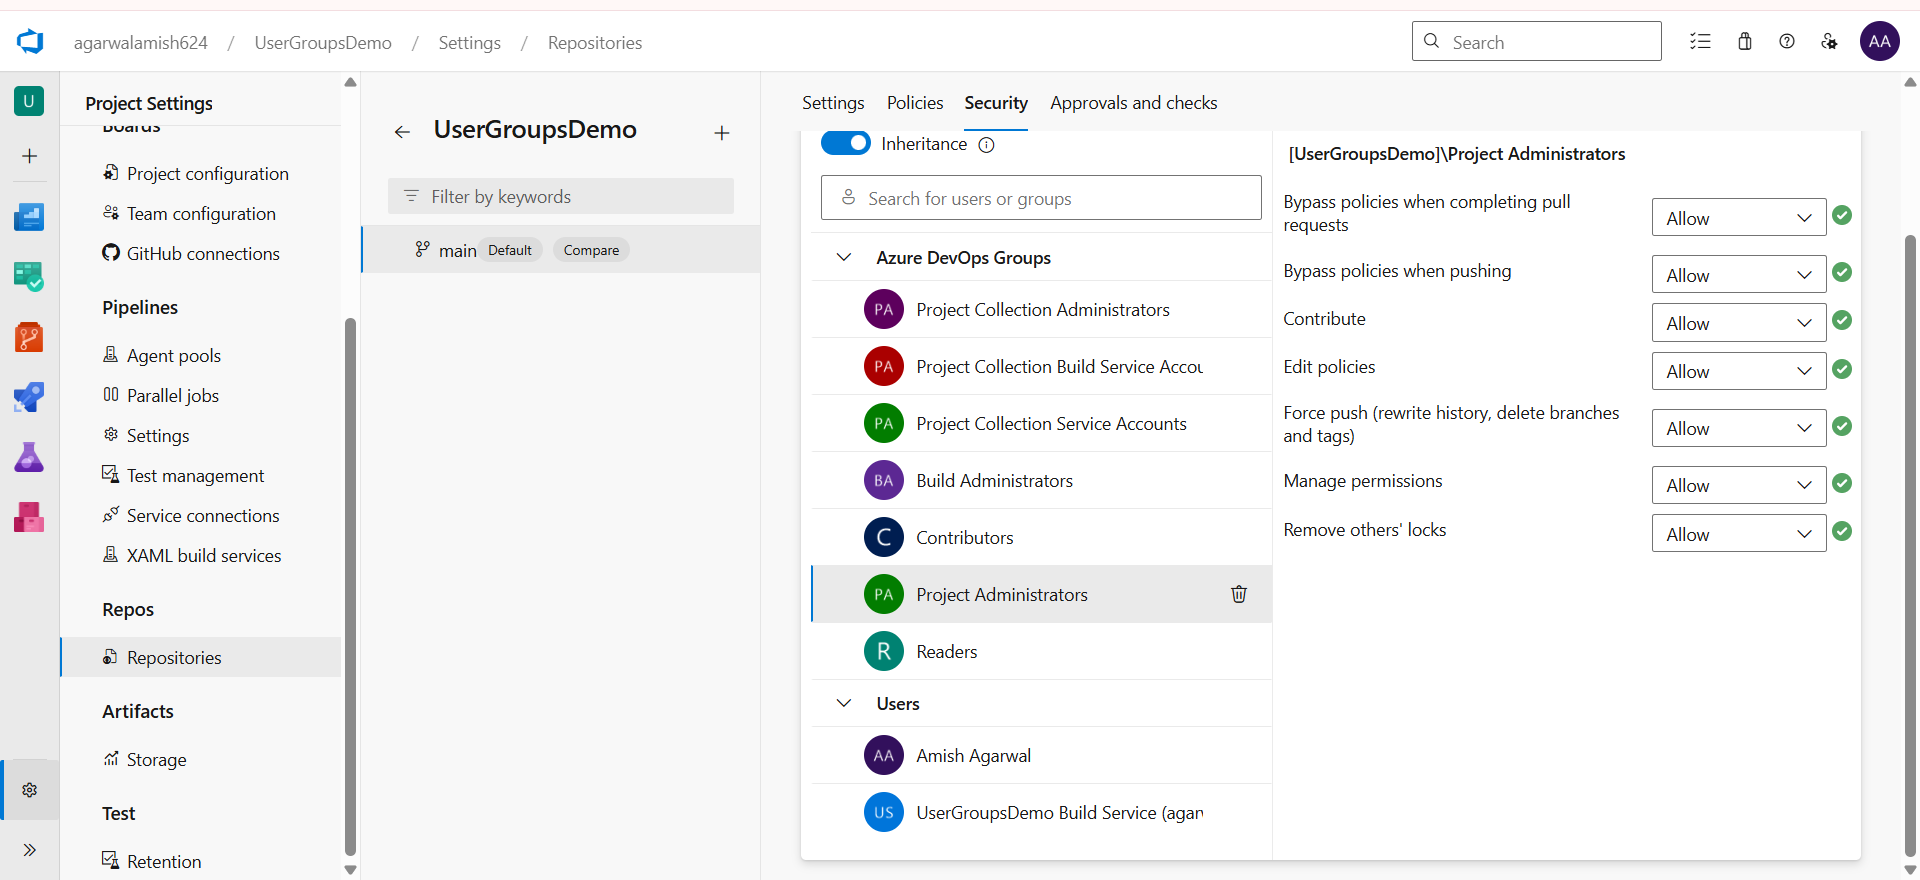 agarwalamish624 / UserGroupsDemo / Settings / Repositories
Search
AA
U
Project Settings
Boards
Project configuration
Team configuration
GitHub connections
Pipelines
Agent pools
Parallel jobs
Settings
Test management
Service connections
XAML build services
Repos
Repositories
Artifacts
Storage
Test
Retention
UserGroupsDemo
Filter by keywords
main Default Compare
Settings Policies Security Approvals and checks
Inheritance
Search for users or groups
Azure DevOps Groups
PA Project Collection Administrators
PA Project Collection Build Service Accou
PA Project Collection Service Accounts
BA Build Administrators
C Contributors
PA Project Administrators
R Readers
Users
AA Amish Agarwal
US UserGroupsDemo Build Service (agar
[UserGroupsDemo]\Project Administrators
Bypass policies when completing pull
requests
Allow
Bypass policies when pushing
Allow
Contribute
Allow
Edit policies
Allow
Force push (rewrite history, delete branches
and tags)
Allow
Manage permissions
Allow
Remove others' locks
Allow